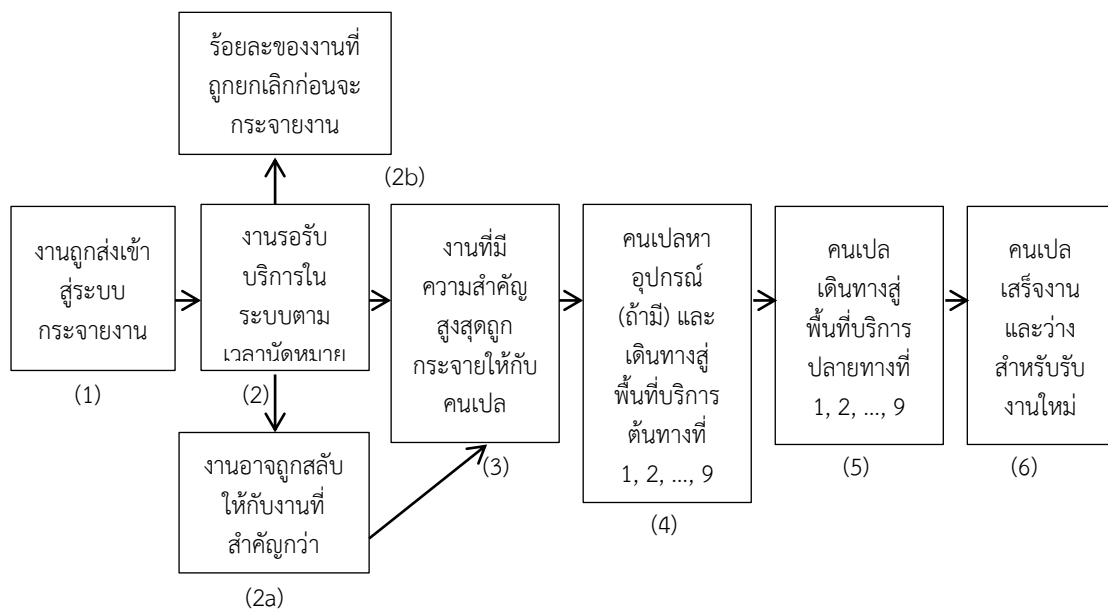 ร้อยละของงานที่
ถูกยกเลิกก่อนจะ
กระจายงาน
(2b)
งานถูกส่งเข้า
สู่ระบบ
กระจายงาน
(1)
งานรอรับ
บริการใน
ระบบตาม
เวลานัดหมาย
(2)
งานอาจถูกสลับ
ให้กับงานที่
สำคัญกว่า
(2a)
งานที่มี
ความสำคัญ
สูงสุดถูก
กระจายให้กับ
คนเปล
(3)
คนเปลหา
อุปกรณ์
(ถ้ามี) และ
เดินทางสู่
พื้นที่บริการ
ต้นทางที่
1, 2, ..., 9
(4)
คนเปล
เดินทางสู่
พื้นที่บริการ
ปลายทางที่
1, 2, ..., 9
(5)
คนเปล
เสร็จงาน
และว่าง
สำหรับรับ
งานใหม่
(6)